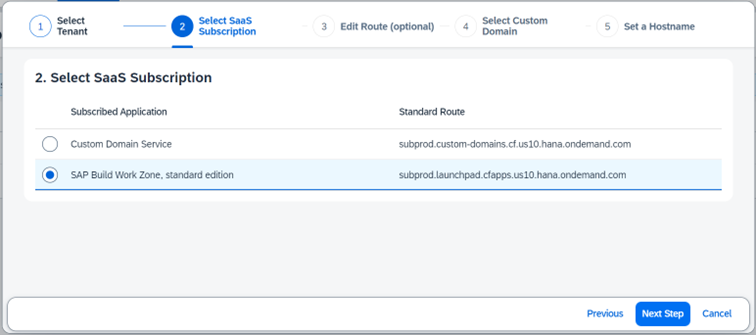 1 Select Tenant
2 Select SaaS Subscription
3 Edit Route (optional)
4 Select Custom Domain
5 Set a Hostname
2. Select SaaS Subscription
Subscribed Application Standard Route
Custom Domain Service subprod.custom-domains.cf.us10.hana.ondemand.com
SAP Build Work Zone, standard edition subprod.launchpad.cfapps.us10.hana.ondemand.com
Previous Next Step Cancel